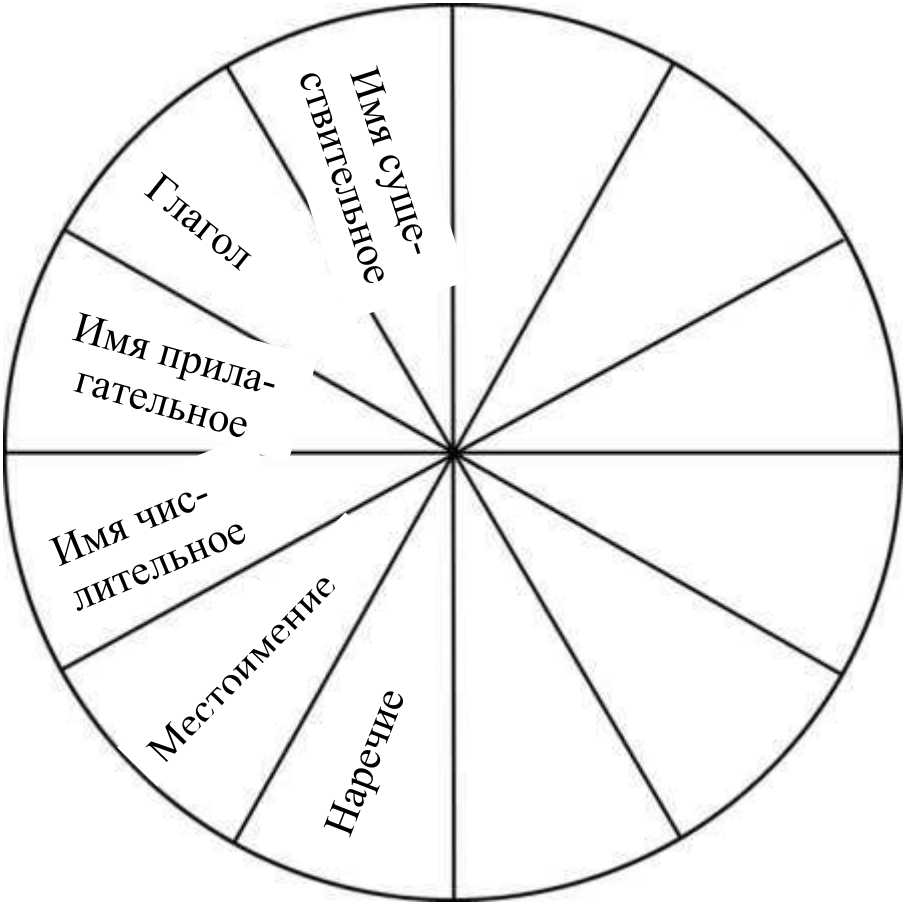 Имя суще-
ствительное
Глагол
Имя прила-
гательное
Имя чис-
лительное
Местоимение
Наречие